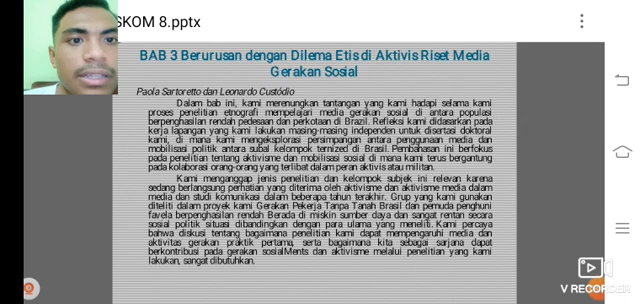 SKOM 8.pptx
BAB 3 Berurusan dengan Dilema Etis di Aktivis Riset Media
Gerakan Sosial
Paola Sartoretto dan Leonardo Custódio
Dalam bab ini, kami merenungkan tantangan yang kami hadapi selama kami
proses penelitian etnografi mempelajari media gerakan sosial di antara populasi
berpenghasilan rendah pedesaan dan perkotaan di Brazil. Refleksi kami didasarkan pada
kerja lapangan yang kami lakukan masing-masing independen untuk disertasi doktoral
kami, di mana kami mengeksplorasi persimpangan antara penggunaan media dan
mobilisasi politik antara subal kelompok ternized di Brasil. Pembahasan ini berfokus
pada penelitian tentang aktivisme dan mobilisasi sosial di mana kami terus bergantung
pada kolaborasi orang-orang yang terlibat dalam peran aktivis atau militan.
Kami menganggap jenis penelitian dan kelompok subjek ini relevan karena
sedang berlangsung perhatian yang diterima oleh aktivisme dan aktivisme media dalam
media dan studi komunikasi dalam beberapa tahun terakhir. Grup yang kami gunakan
diteliti dalam proyek kami Gerakan Pekerja Tanpa Tanah Brasil dan pemuda penghuni
favela berpenghasilan rendah Berada di miskin sumber daya dan sangat rentan secara
sosial politik situasi dibandingkan dengan para ulama yang meneliti. Kami percaya
bahwa diskusi tentang bagaimana penelitian kami dapat mempengaruhi media dan
aktivitas gerakan praktik pertama, serta bagaimana kita sebagai sarjana dapat
berkontribusi pada gerakan sosialMents dan aktivisme melalui penelitian yang kami
lakukan, sangat dibutuhkan.